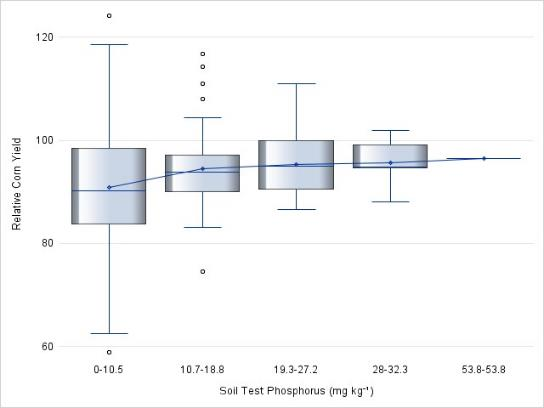 120
100
80
60
Relative Corn Yield
0-10.5 10.7-18.8 19.3-27.2 28-32.3 53.8-53.8
Soil Test Phosphorus (mg kg⁻¹)